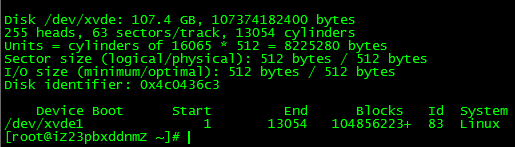 Disk /dev/xvde: 107.4 GB, 107374182400 bytes
255 heads, 63 sectors/track, 13054 cylinders
Units = cylinders of 16065 * 512 = 8225280 bytes
Sector size (logical/physical): 512 bytes / 512 bytes
I/O size (minimum/optimal): 512 bytes / 512 bytes
Disk identifier: 0x4c0436c3
Device Boot Start End Blocks Id System
/dev/xvde1 1 13054 104856223+ 83 Linux
[root@iZ23pbxddnmZ ~]#